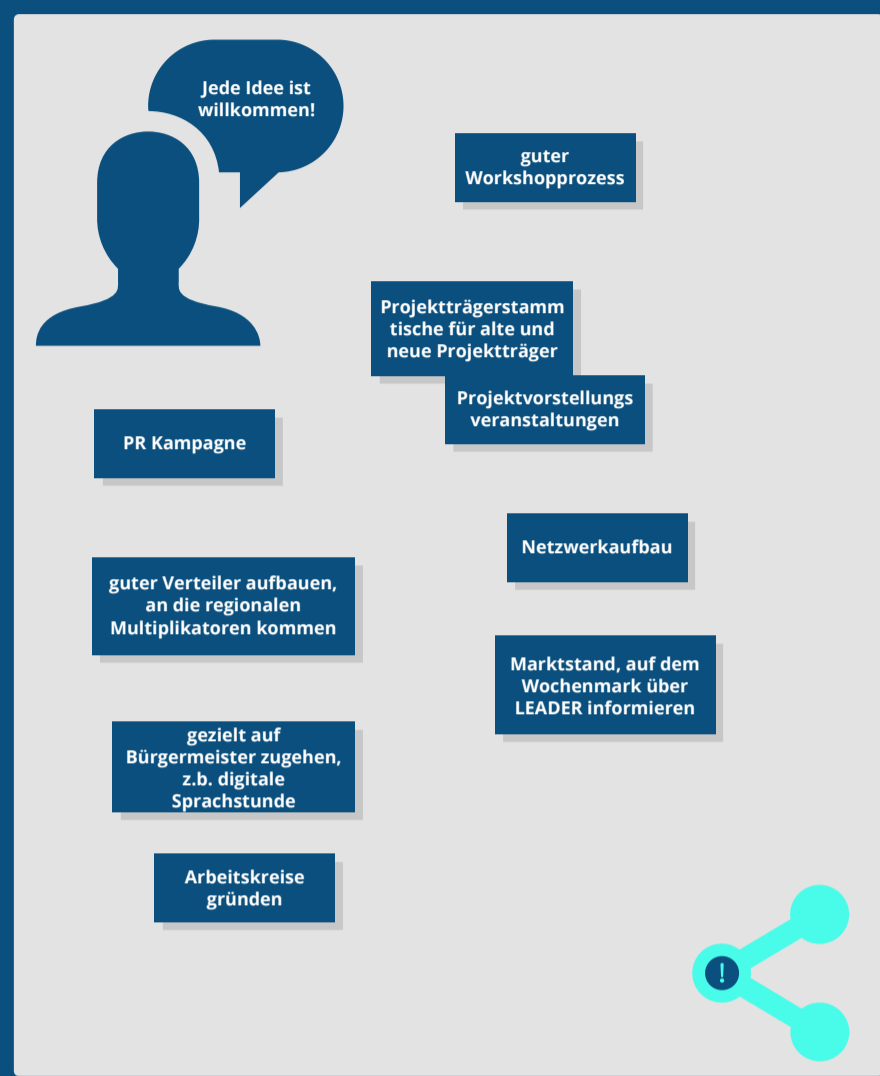 Jede Idee ist
willkommen!
guter
Workshopprozess
Projektträgerstamm
tische für alte und
neue Projektträger
Projektvorstellungs
veranstaltungen
PR Kampagne
Netzwerkaufbau
guter Verteiler aufbauen,
an die regionalen
Multiplikatoren kommen
Marktstand, auf dem
Wochenmark über
LEADER informieren
gezielt auf
Bürgermeister zugehen,
z.b. digitale
Sprachstunde
Arbeitskreise
gründen
!